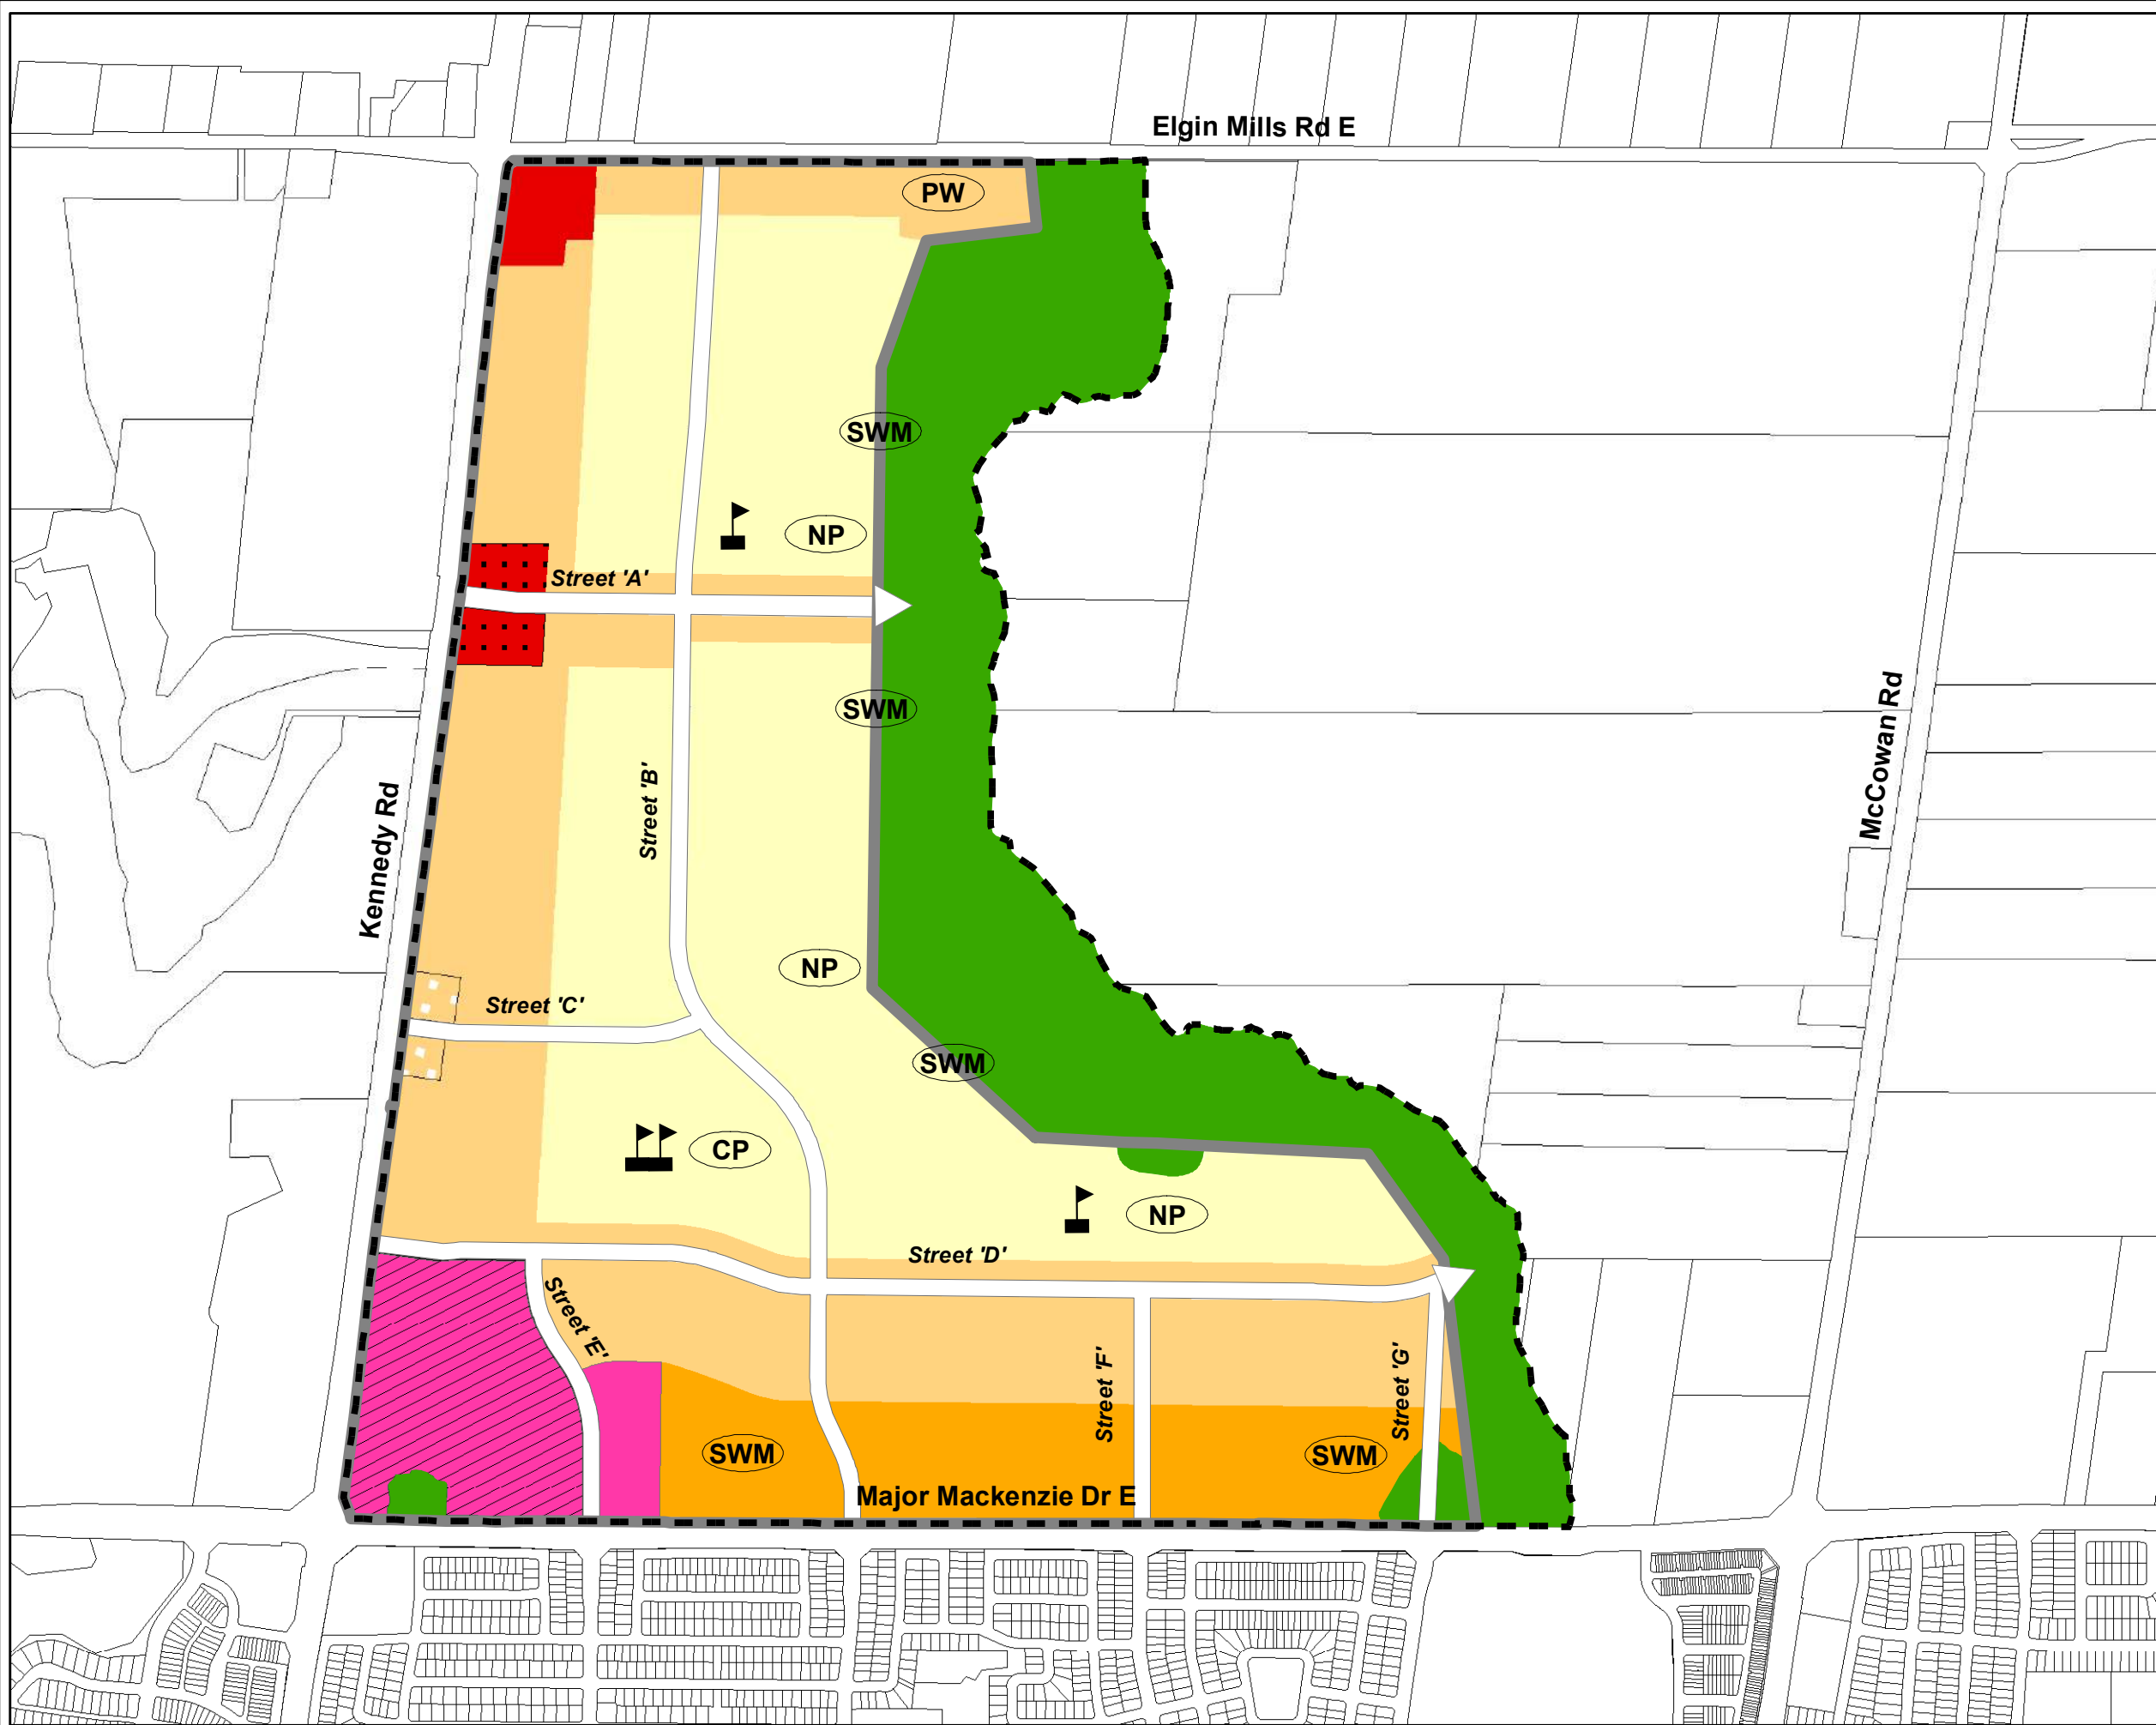 Elgin Mills Rd E
PW
SWM
NP
Street 'A'
SWM
McCowan Rd
Street 'B'
Kennedy Rd
NP
Street 'C'
SWM
CP
NP
Street 'D'
Street 'E'
Street 'F'
Street 'G'
SWM
SWM
Major Mackenzie Dr E